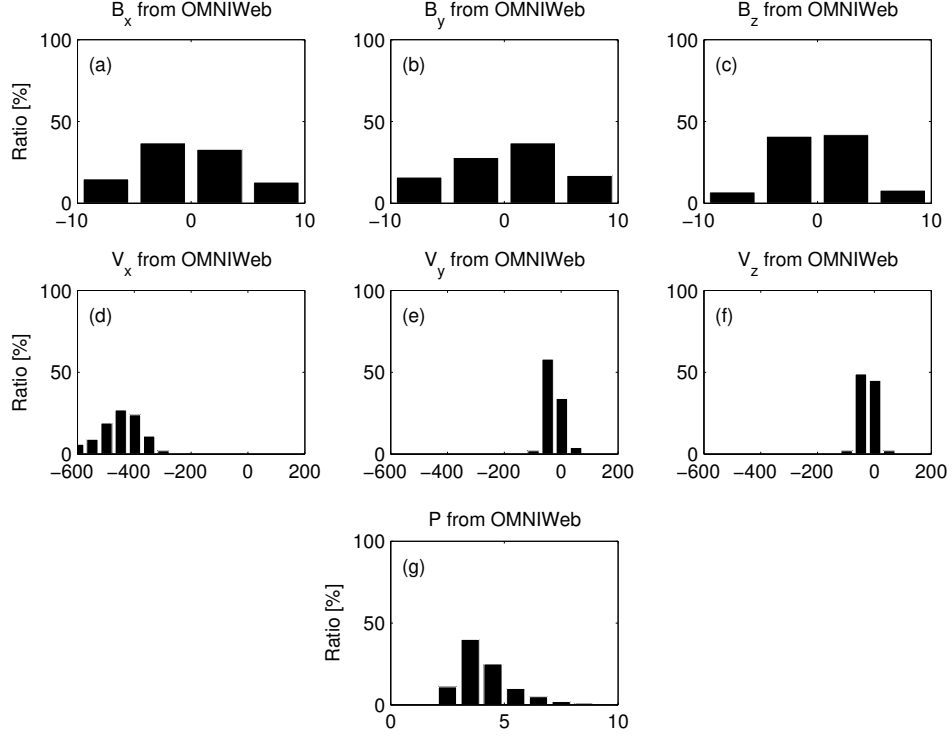 B_x from OMNIWeb
B_y from OMNIWeb
B_z from OMNIWeb
100
50
0
Ratio [%]
(a)
−10 0 10
100
50
0
(b)
−10 0 10
100
50
0
(c)
−10 0 10
V_x from OMNIWeb
V_y from OMNIWeb
V_z from OMNIWeb
100
50
0
Ratio [%]
(d)
−600 −400 −200 0 200
100
50
0
(e)
−600 −400 −200 0 200
100
50
0
(f)
−600 −400 −200 0 200
P from OMNIWeb
100
50
0
Ratio [%]
(g)
0 5 10